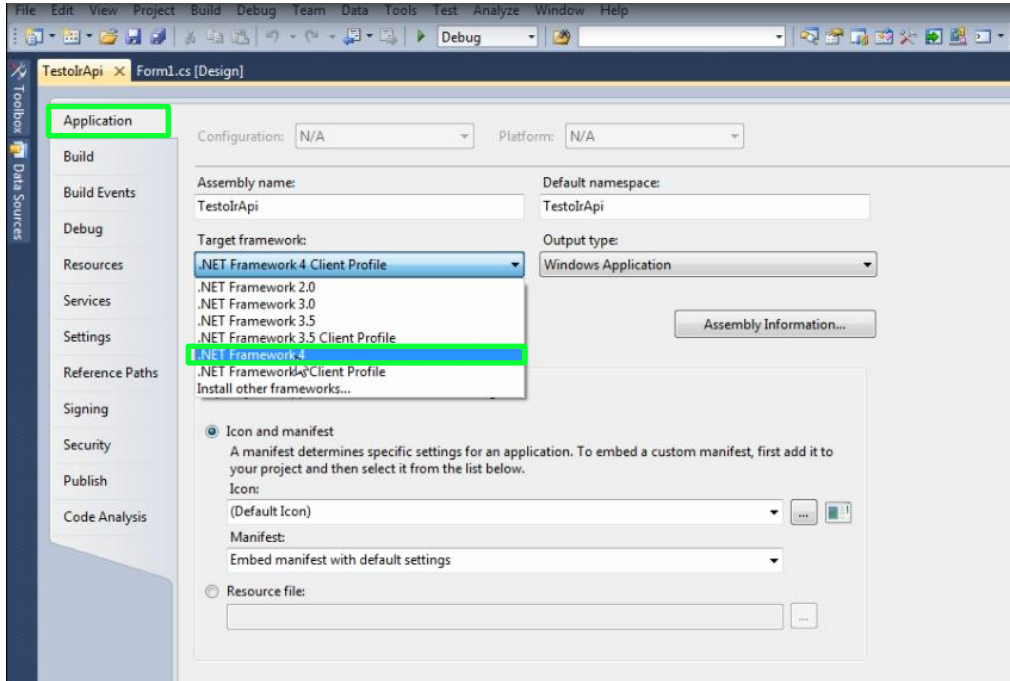 File Edit View Project Build Debug Team Data Tools Test Analyze Window Help
Debug
TestoIrApi Form1.cs [Design]
Toolbox
Data Sources
Application
Build
Build Events
Debug
Resources
Services
Settings
Reference Paths
Signing
Security
Publish
Code Analysis
Configuration: N/A Platform: N/A
Assembly name: Default namespace:
TestoIrApi TestoIrApi
Target framework: Output type:
.NET Framework 4 Client Profile Windows Application
.NET Framework 2.0
.NET Framework 3.0
.NET Framework 3.5
.NET Framework 3.5 Client Profile
.NET Framework 4
.NET Framework Client Profile
Install other frameworks...
Assembly Information...
Icon and manifest
A manifest determines specific settings for an application. To embed a custom manifest, first add it to
your project and then select it from the list below.
Icon:
(Default Icon) ...
Manifest:
Embed manifest with default settings
Resource file:
...